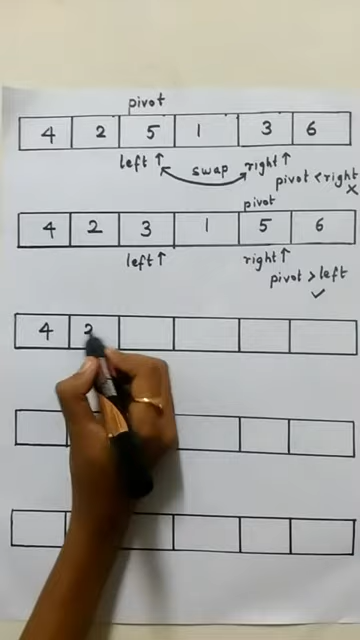 pivot
4 2 5 1 3 6
left ↑ swap right ↑
pivot < right
×
pivot
4 2 3 1 5 6
left ↑ right ↑
pivot > left
✓
4 2